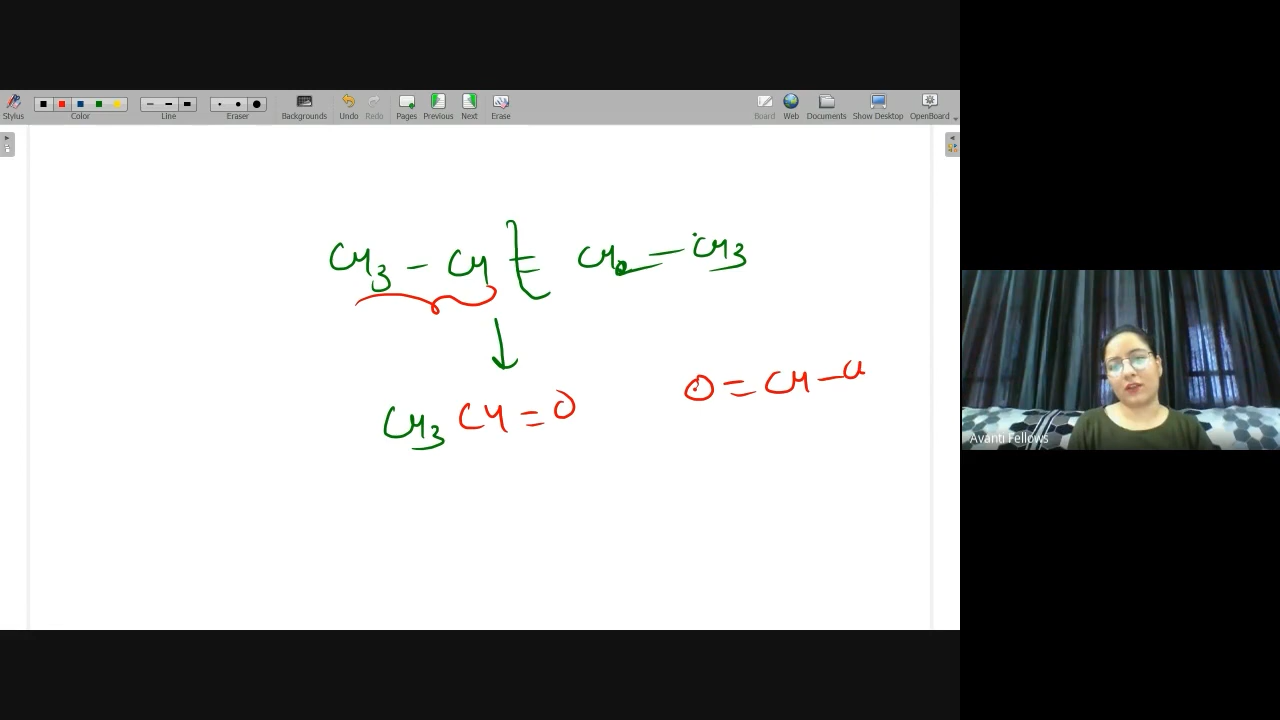 Stylus Color Line Eraser Backgrounds Undo Redo Pages Previous Next Erase Board Web Documents Show Desktop OpenBoard
CH3 - CH = CH - CH3
O = CH - C
CH3 CH = O
Avanti Fellows